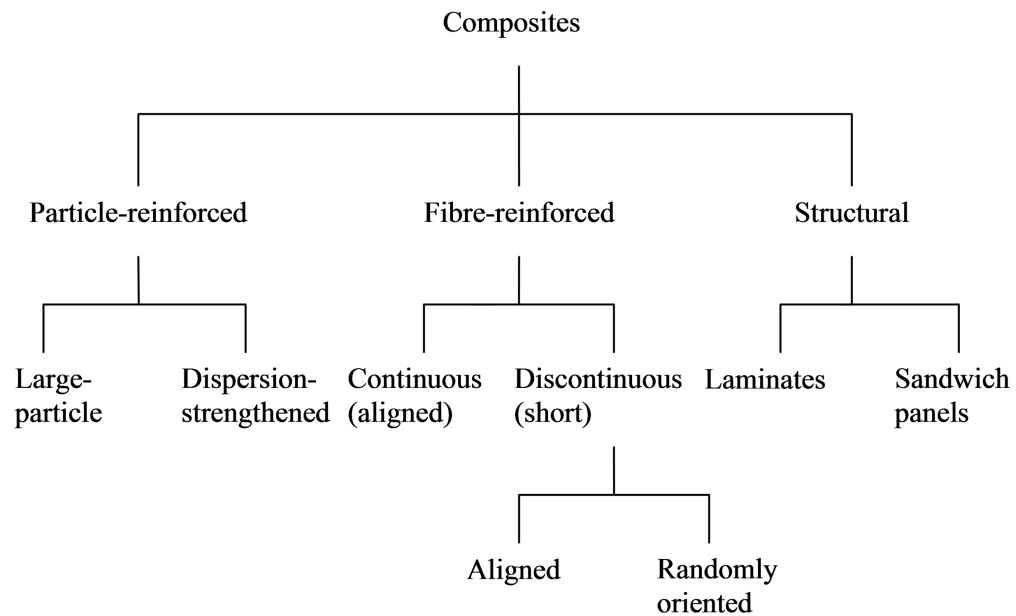 Composites
Particle-reinforced
Fibre-reinforced
Structural
Large-
particle
Dispersion-
strengthened
Continuous
(aligned)
Discontinuous
(short)
Laminates
Sandwich
panels
Aligned
Randomly
oriented